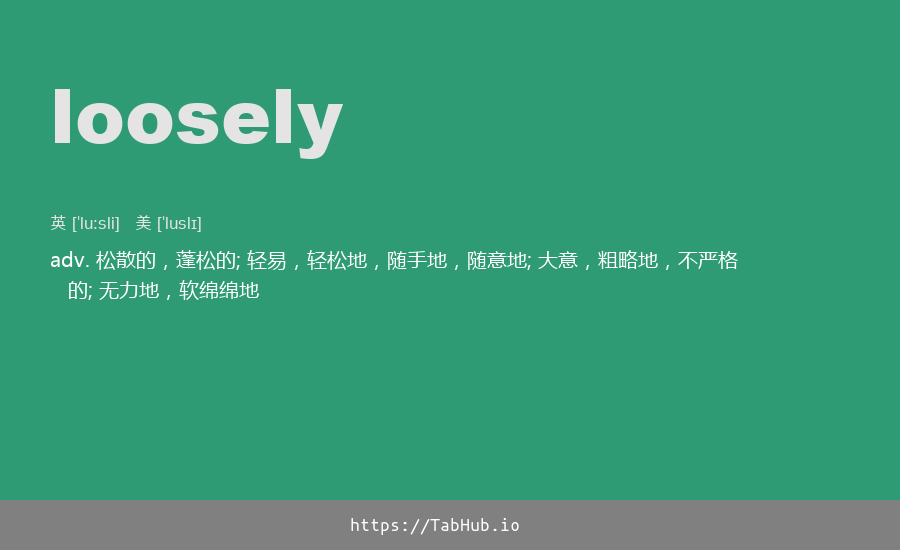 loosely
英 [ˈluːsli] 美 [ˈluslɪ]
adv. 松散的，蓬松的; 轻易，轻松地，随手地，随意地; 大意，粗略地，不严格
的; 无力地，软绵绵地
https://TabHub.io